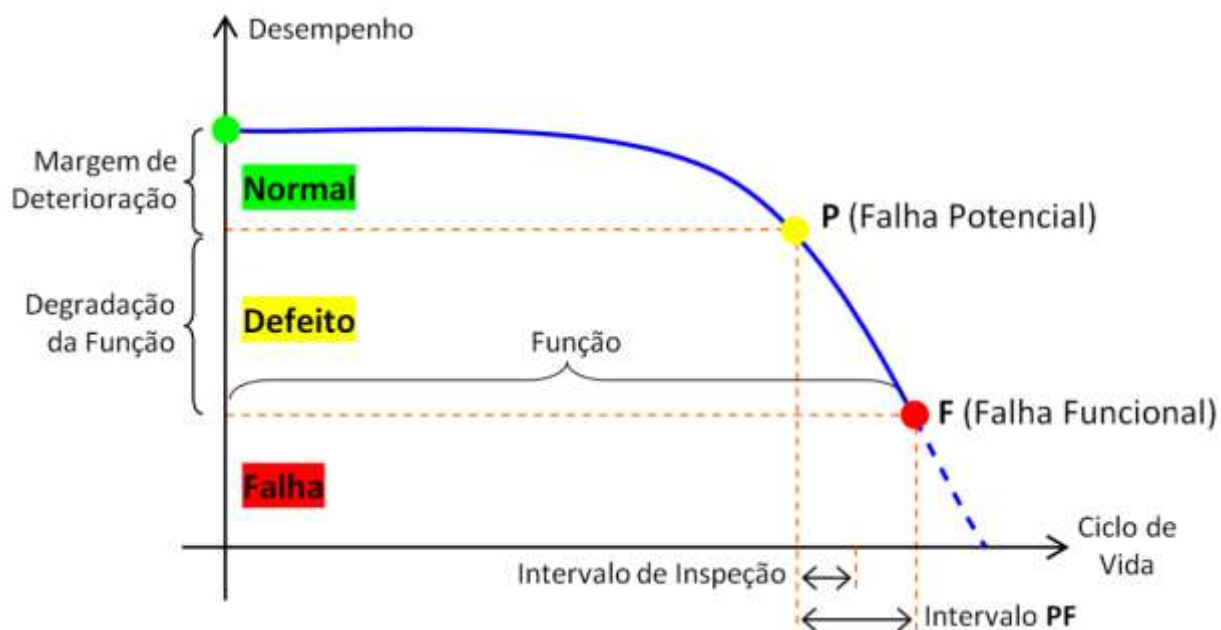 Desempenho
Margem de
Deterioração
Normal
P (Falha Potencial)
Degradação
da Função
Defeito
Função
F (Falha Funcional)
Falha
Ciclo de
Vida
Intervalo de Inspeção
Intervalo PF